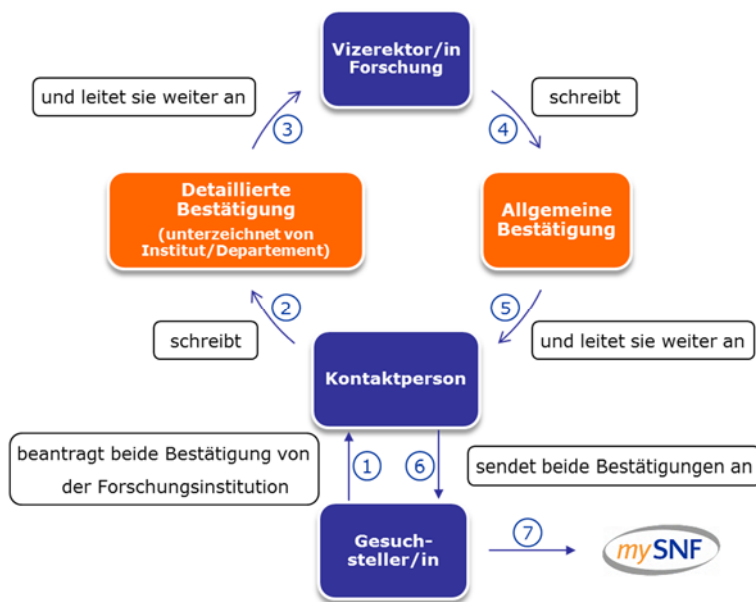 Vizerektor/in
Forschung
und leitet sie weiter an
schreibt
3
4
Detaillierte
Bestätigung
(unterzeichnet von
Institut/Departement)
Allgemeine
Bestätigung
2
5
schreibt
und leitet sie weiter an
Kontaktperson
beantragt beide Bestätigung von
der Forschungsinstitution
1
6
sendet beide Bestätigungen an
Gesuch-
steller/in
7
mySNF